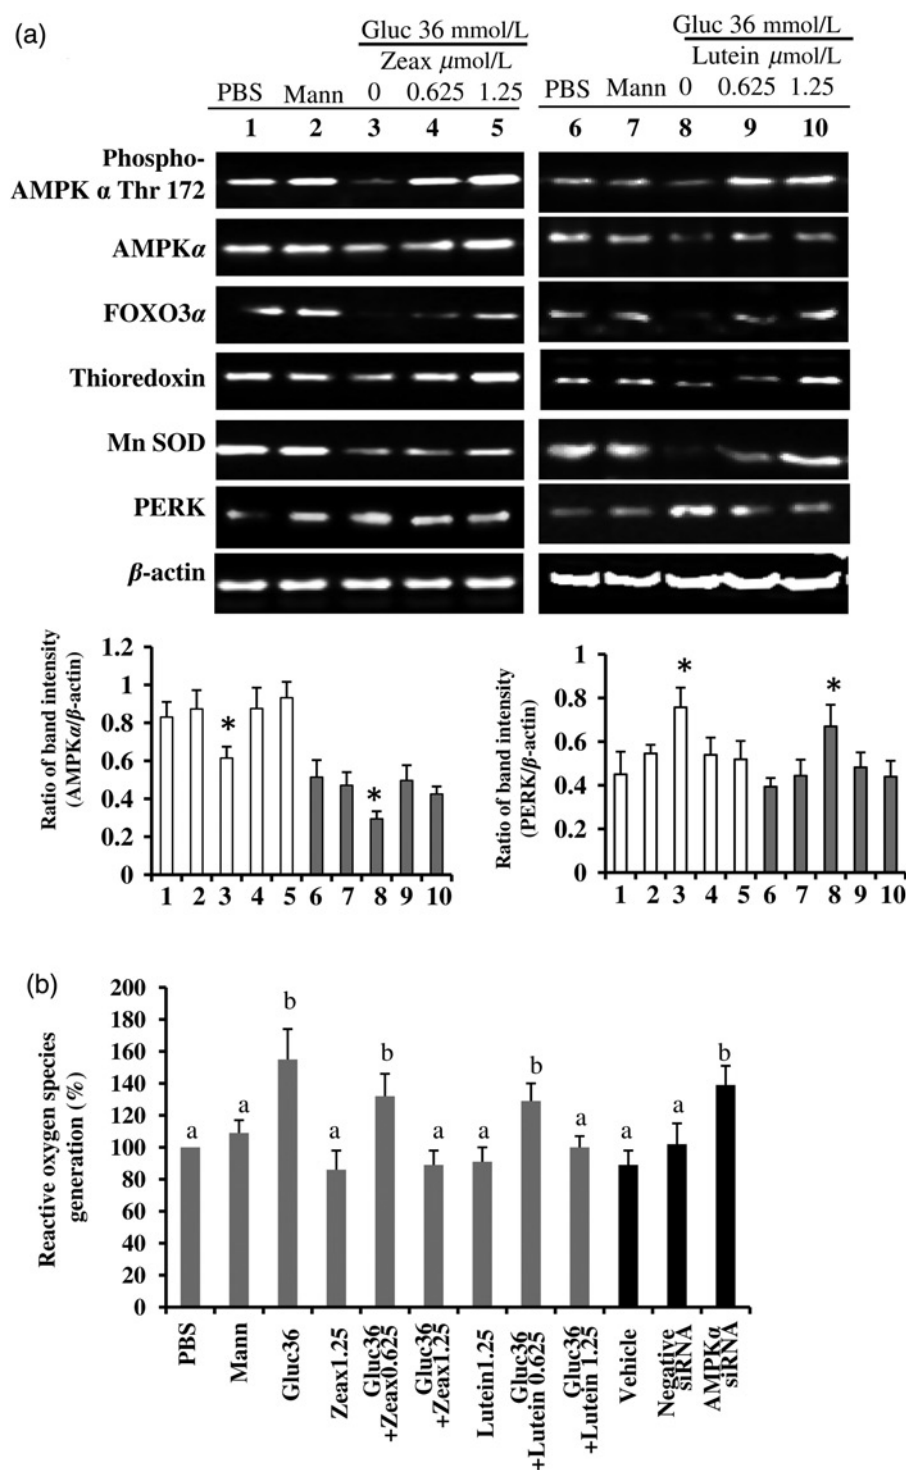 (a)
Gluc 36 mmol/L
Zeax μmol/L
PBS Mann 0 0.625 1.25
1 2 3 4 5
Gluc 36 mmol/L
Lutein μmol/L
PBS Mann 0 0.625 1.25
6 7 8 9 10
Phospho-
AMPK α Thr 172
AMPKα
FOXO3α
Thioredoxin
Mn SOD
PERK
β-actin
Ratio of band intensity
(AMPKα/β-actin)
1.2
1
0.8
0.6
0.4
0.2
0
* *
1 2 3 4 5 6 7 8 9 10
Ratio of band intensity
(PERK/β-actin)
1
0.8
0.6
0.4
0.2
0
* *
1 2 3 4 5 6 7 8 9 10
(b)
Reactive oxygen species
generation (%)
200
180
160
140
120
100
80
60
40
20
0
a a b a b a a b a a a b
PBS
Mann
Gluc36
Zeax1.25
Gluc36
+Zeax0.625
Gluc36
+Zeax1.25
Lutein1.25
Gluc36
+Lutein 0.625
Gluc36
+Lutein 1.25
Vehicle
Negative
siRNA
AMPKα
siRNA